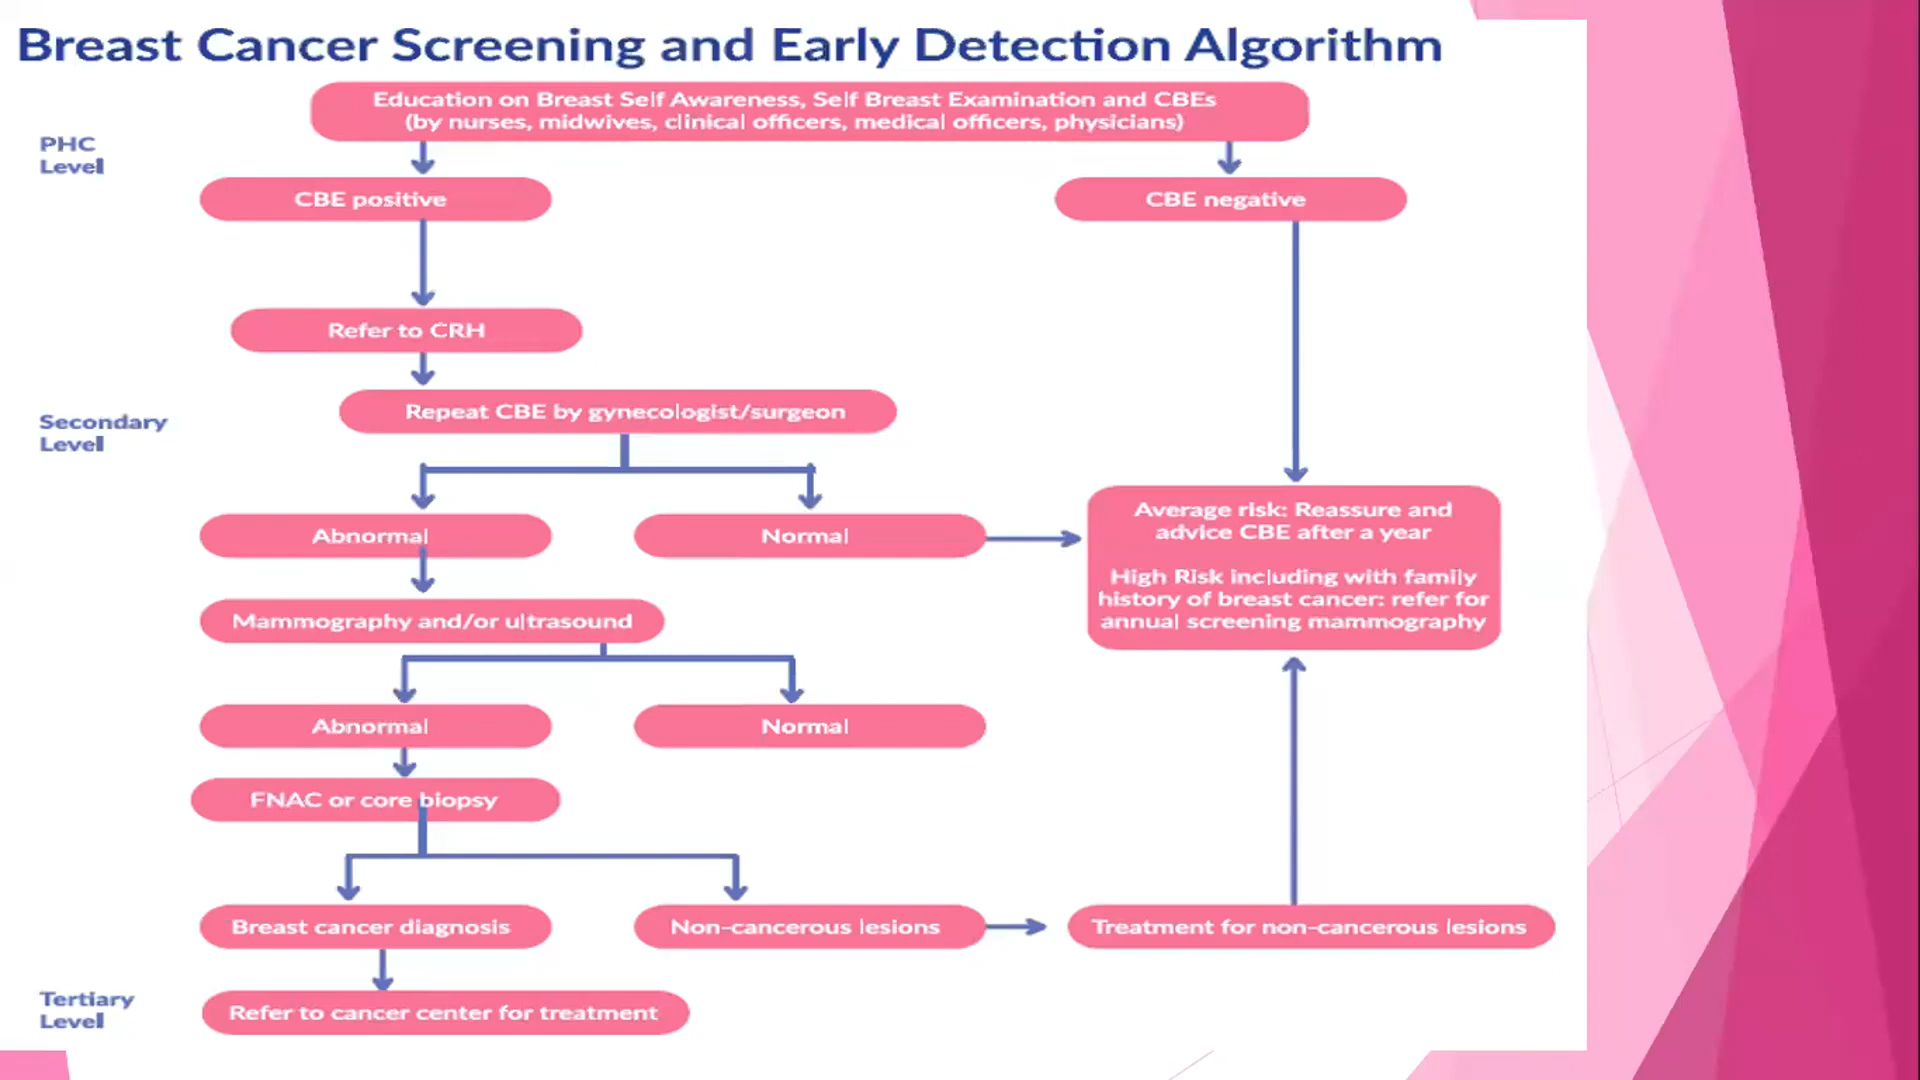 Breast Cancer Screening and Early Detection Algorithm
Education on Breast Self Awareness, Self Breast Examination and CBEs
(by nurses, midwives, clinical officers, medical officers, physicians)
PHC
Level
CBE positive
CBE negative
Refer to CRH
Repeat CBE by gynecologist/surgeon
Secondary
Level
Abnormal
Normal
Average risk: Reassure and
advice CBE after a year
High Risk including with family
history of breast cancer: refer for
annual screening mammography
Mammography and/or ultrasound
Abnormal
Normal
FNAC or core biopsy
Breast cancer diagnosis
Non-cancerous lesions
Treatment for non-cancerous lesions
Tertiary
Level
Refer to cancer center for treatment